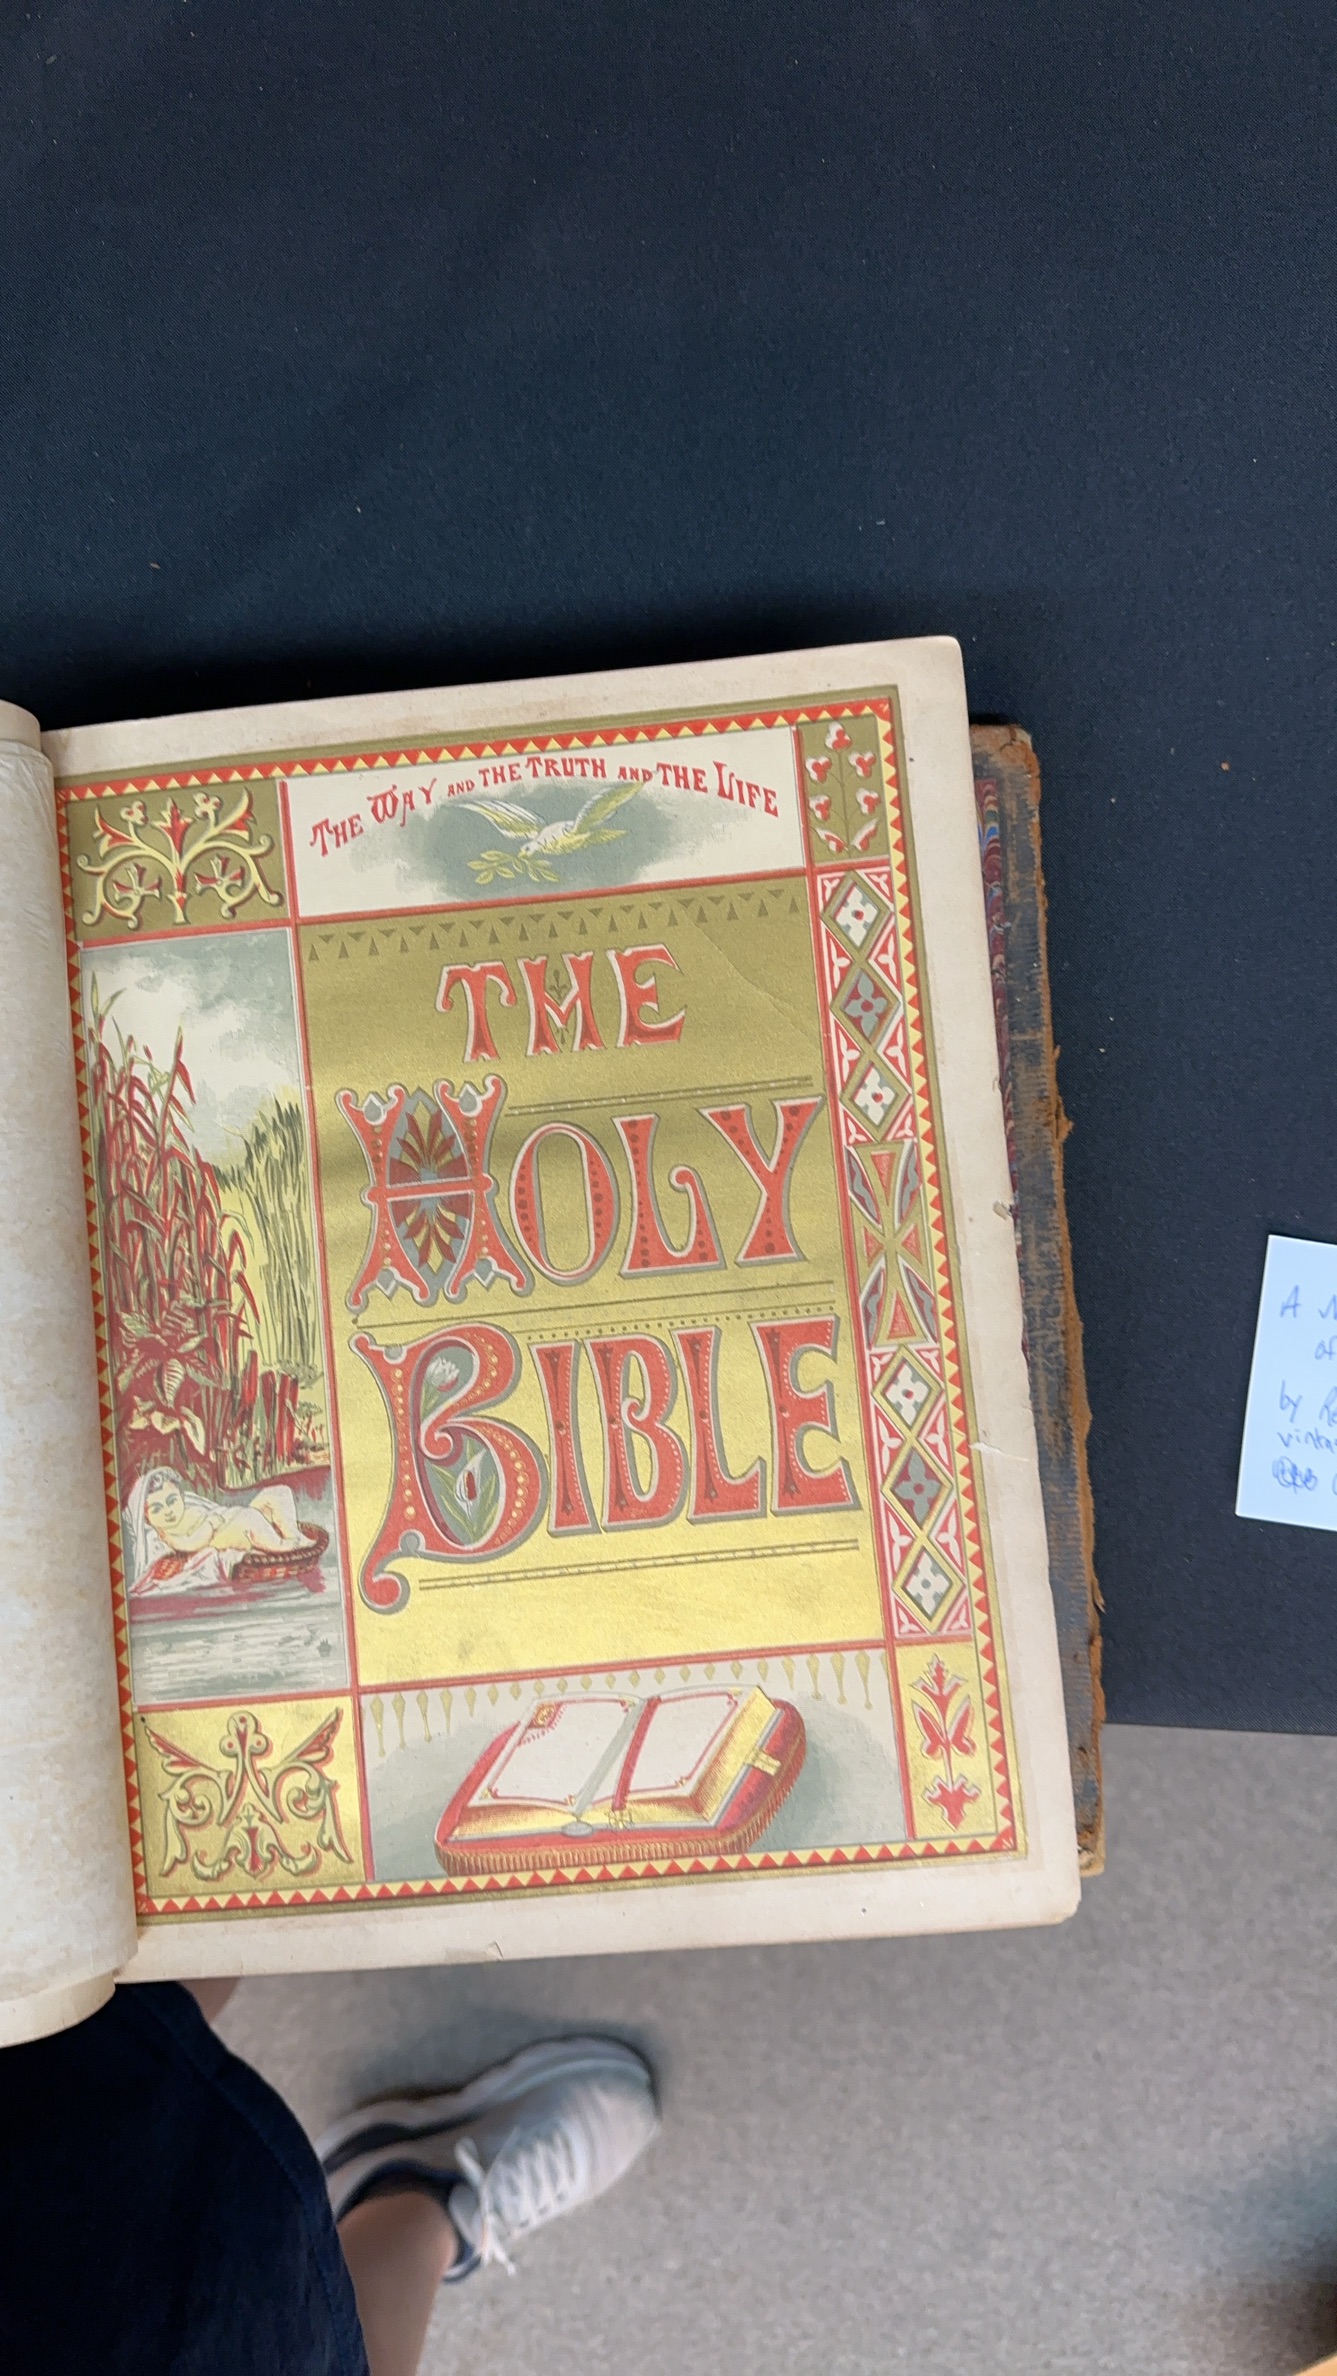 The Way and the Truth and the Life
THE
HOLY
BIBLE
A
of
by